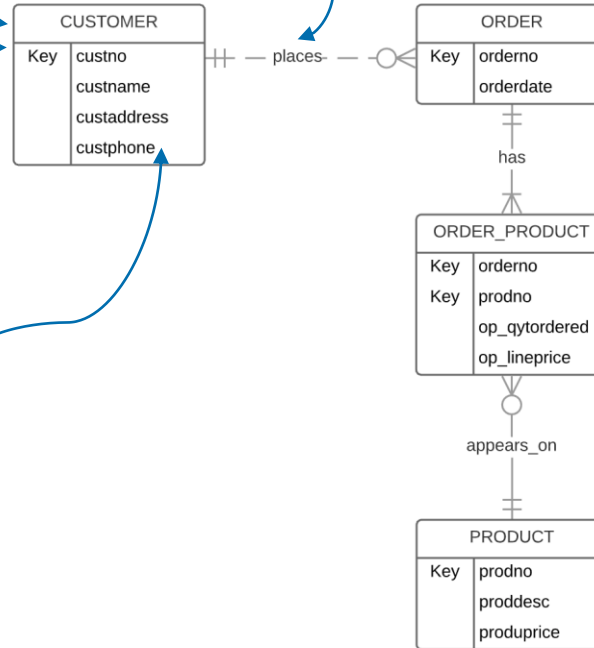 CUSTOMER
Key custno
custname
custaddress
custphone
places
ORDER
Key orderno
orderdate
has
ORDER_PRODUCT
Key orderno
Key prodno
op_qytordered
op_lineprice
appears_on
PRODUCT
Key prodno
proddesc
produprice